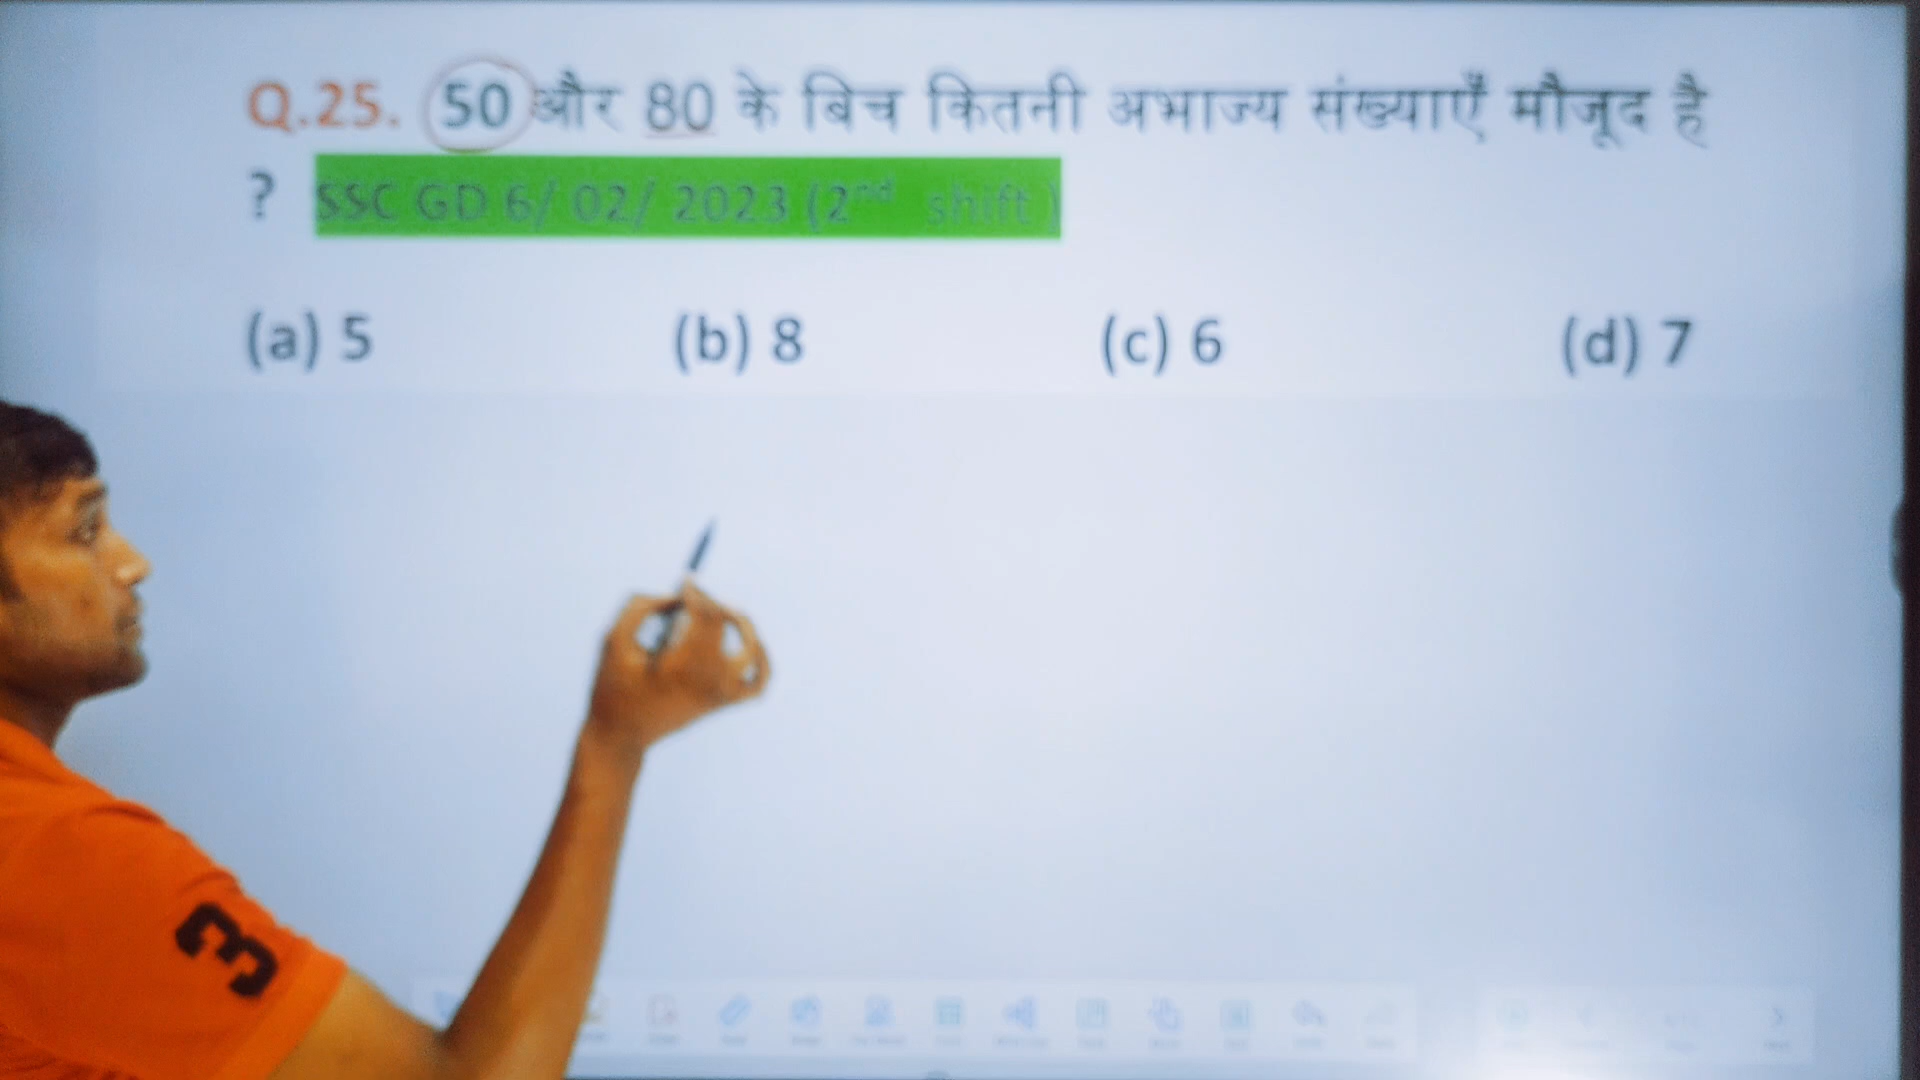 Q.25. 50 और 80 के बिच कितनी अभाज्य संख्याएँ मौजूद है
? SSC GD 6/ 02/ 2023 (2nd shift )
(a) 5 (b) 8 (c) 6 (d) 7
3